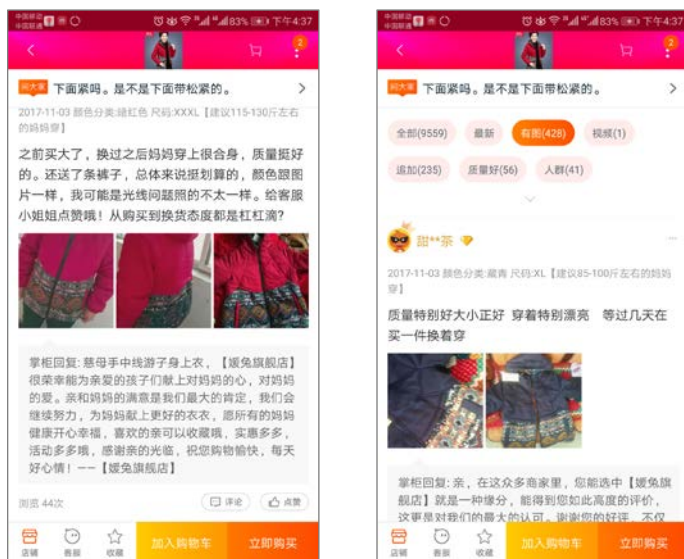 中国移动
中国联通
83%
下午4:37
2
问大家 下面紧吗。是不是下面带松紧的。
2017-11-03 颜色分类:暗红色 尺码:XXXL【建议115-130斤左右
的妈妈穿】
之前买大了，换过之后妈妈穿上很合身，质量挺好
的。还送了条裤子，总体来说挺划算的，颜色跟图
片一样，我可能是光线问题照的不太一样。给客服
小姐姐点赞哦！从购买到换货态度都是杠杠滴?
掌柜回复: 慈母手中线游子身上衣，【媛兔旗舰店】
很荣幸能为亲爱的孩子们献上对妈妈的心，对妈妈
的爱。亲和妈妈的满意是我们最大的肯定，我们会
继续努力，为妈妈献上更好的衣衣，愿所有的妈妈
健康开心幸福，喜欢的亲可以收藏哦，实惠多多，
活动多多哦，感谢亲的光临，祝您购物愉快，每天
好心情！——【媛兔旗舰店】
浏览 44次
评论
点赞
店铺
客服
收藏
加入购物车
立即购买
中国移动
中国联通
83%
下午4:37
2
问大家 下面紧吗。是不是下面带松紧的。
全部(9559)
最新
有图(428)
视频(1)
追加(235)
质量好(56)
人群(41)
甜**茶
2017-11-03 颜色分类:藏青 尺码:XL【建议85-100斤左右的妈妈
穿】
质量特别好大小正好 穿着特别漂亮 等过几天在
买一件换着穿
掌柜回复: 亲，在这众多商家里，您能选中【媛兔旗
舰店】就是一种缘分，能得到您如此高度的评价，
这更是对我们的最大的认可，谢谢您的好评，不仅
店铺
客服
收藏
加入购物车
立即购买